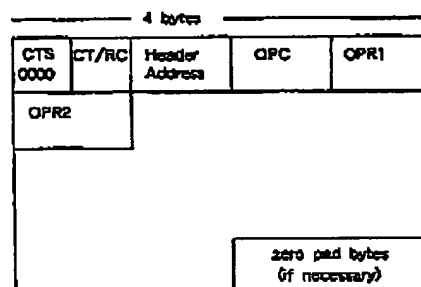 4 bytes
CTS CT/RC Header OPC OPR1
0000 Address
OPR2
zero pad bytes
(if necessary)